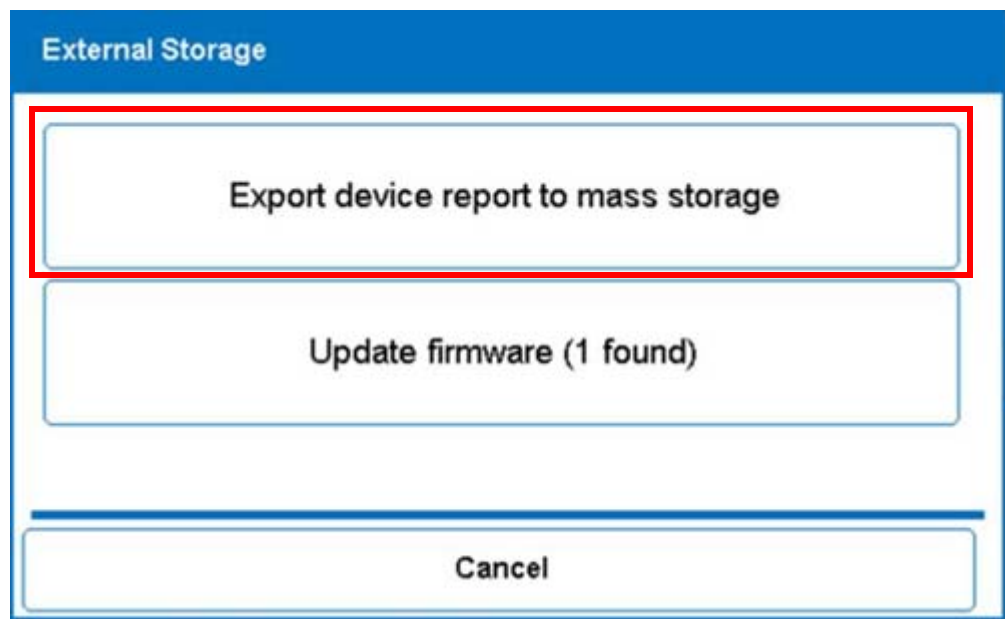 External Storage
Export device report to mass storage
Update firmware (1 found)
Cancel